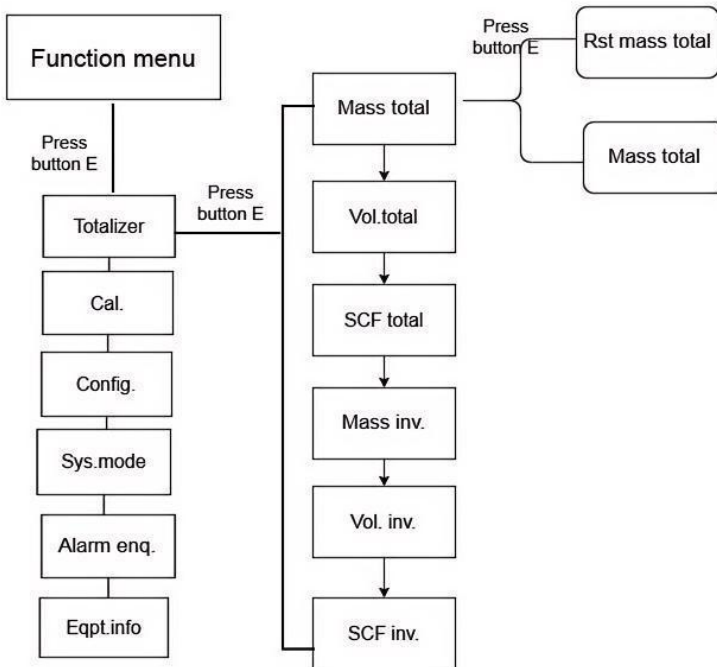 Function menu
Press
button E
Totalizer
Cal.
Config.
Sys.mode
Alarm enq.
Eqpt.info
Press
button E
Mass total
Vol.total
SCF total
Mass inv.
Vol. inv.
SCF inv.
Press
button E
Rst mass total
Mass total